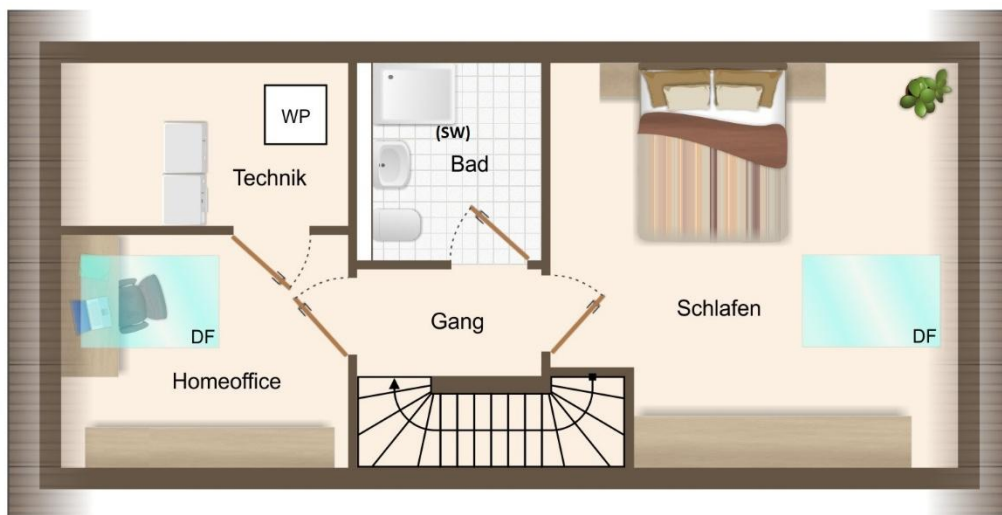 WP
Technik
(SW)
Bad
Gang
Schlafen
DF
DF
Homeoffice